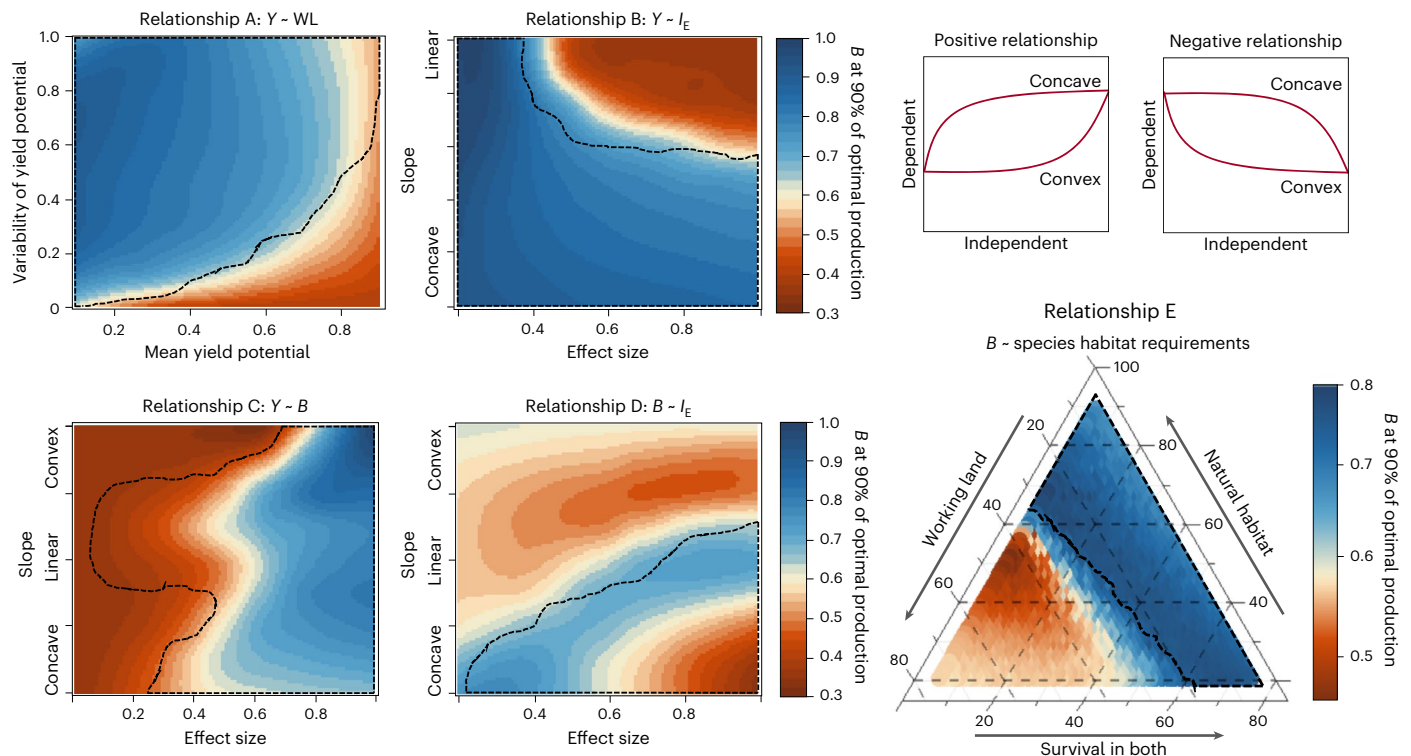 Relationship A: Y ~ WL
Variability of yield potential
1.0
0.8
0.6
0.4
0.2
0
0.2
0.4
0.6
0.8
Mean yield potential
Relationship B: Y ~ I_E
Slope
Linear
Concave
0.4
0.8
Effect size
1.0
0.9
0.8
0.7
0.6
0.5
0.4
0.3
B at 90% of optimal production
Positive relationship
Dependent
Concave
Convex
Independent
Negative relationship
Dependent
Concave
Convex
Independent
Relationship C: Y ~ B
Slope
Convex
Linear
Concave
0.2
0.4
0.6
0.8
Effect size
Relationship D: B ~ I_E
Slope
Convex
Linear
Concave
0.4
0.8
Effect size
1.0
0.9
0.8
0.7
0.6
0.5
0.4
0.3
B at 90% of optimal production
Relationship E
B ~ species habitat requirements
100
80
60
40
Natural habitat
20
40
60
80
Working land
20
40
60
80
Survival in both
0.8
0.7
0.6
0.5
B at 90% of optimal production